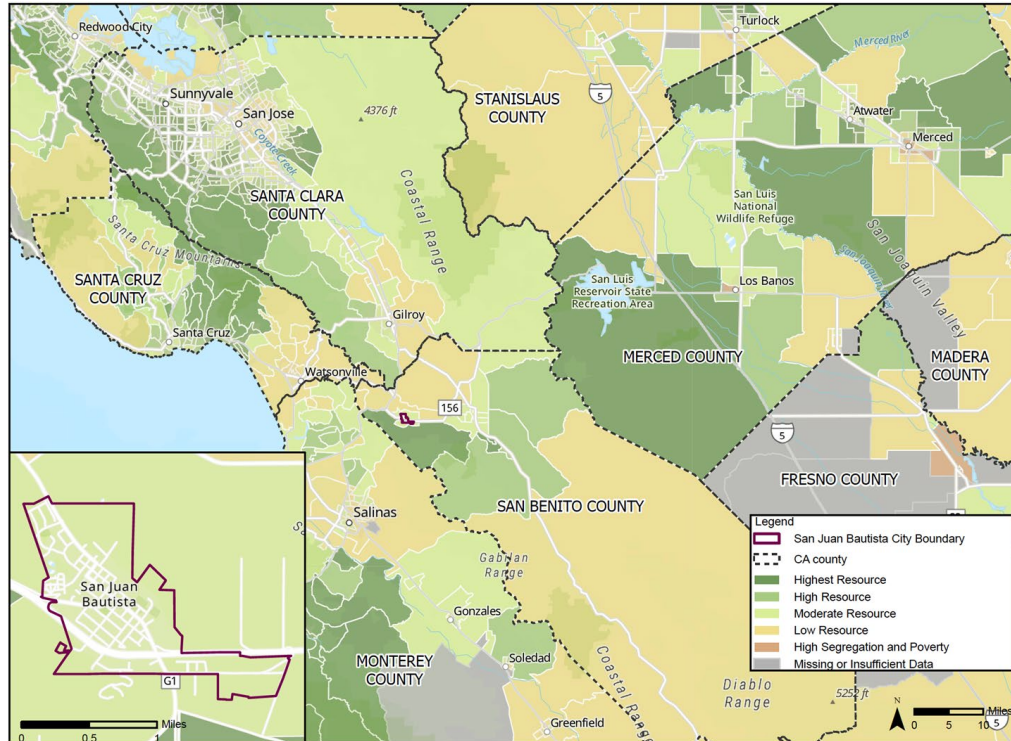 Redwood City
Turlock
Merced River
Sunnyvale
San Jose
4376 ft
STANISLAUS
COUNTY
5
Atwater
Merced
Coyote Creek
SANTA CLARA
COUNTY
Coastal Range
San Luis
National
Wildlife Refuge
Santa Cruz Mountains
SANTA CRUZ
COUNTY
San Luis
Reservoir State
Recreation Area
Los Banos
San Joaquin River
San Joaquin Valley
Santa Cruz
Gilroy
MERCED COUNTY
MADERA
COUNTY
Watsonville
156
5
FRESNO COUNTY
SAN BENITO COUNTY
Salinas
Gabilan
Range
Gonzales
Soledad
MONTEREY
COUNTY
Coastal Range
Diablo
Range
5252 ft
Greenfield
5
San Juan
Bautista
G1
Miles
0 0.5 1
Legend
San Juan Bautista City Boundary
CA county
Highest Resource
High Resource
Moderate Resource
Low Resource
High Segregation and Poverty
Missing or Insufficient Data
N
Miles
0 5 10